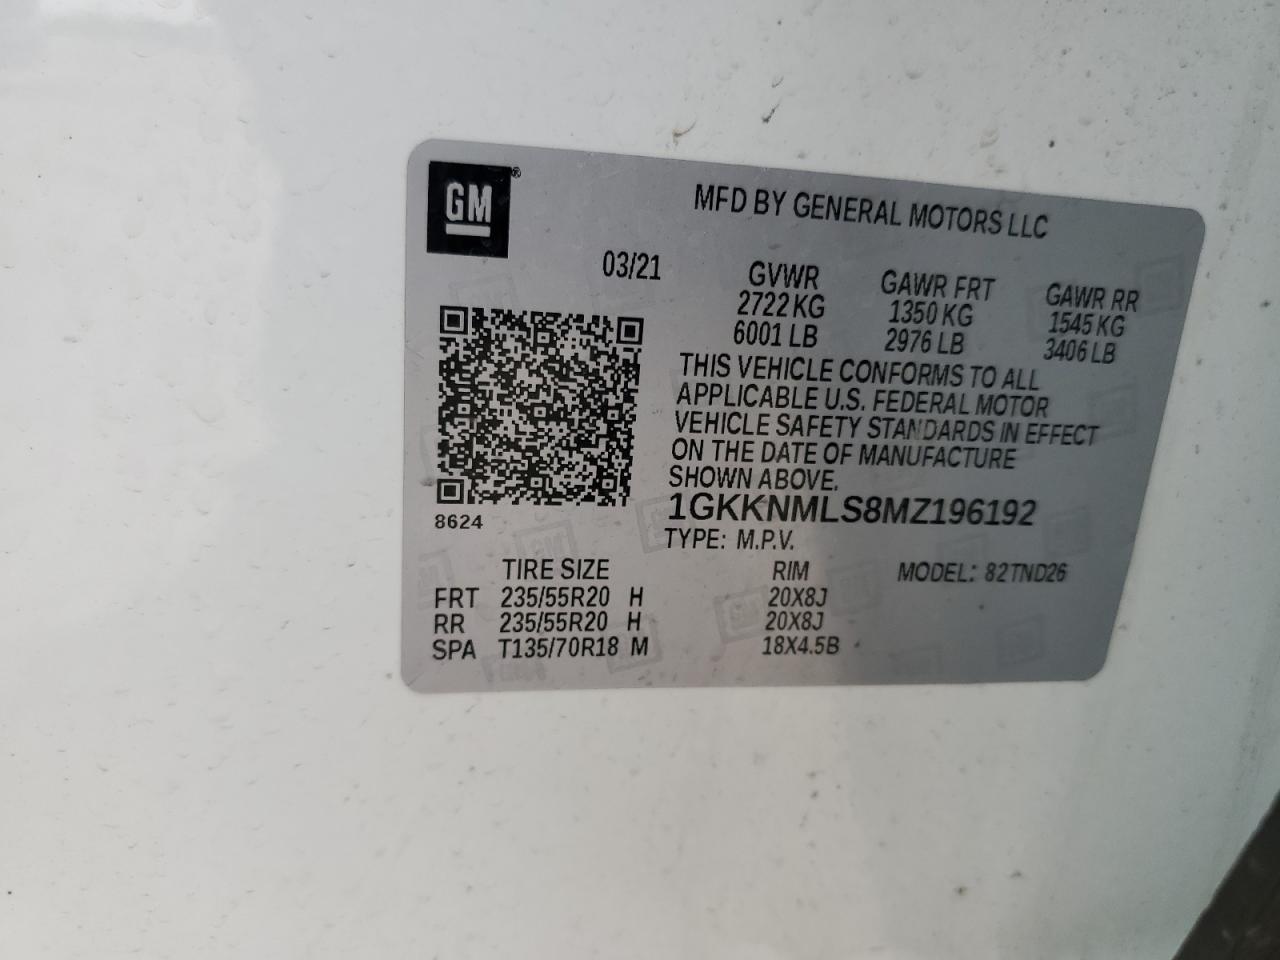 GM®
MFD BY GENERAL MOTORS LLC
03/21
GVWR GAWR FRT GAWR RR
2722 KG 1350 KG 1545 KG
6001 LB 2976 LB 3406 LB
THIS VEHICLE CONFORMS TO ALL
APPLICABLE U.S. FEDERAL MOTOR
VEHICLE SAFETY STANDARDS IN EFFECT
ON THE DATE OF MANUFACTURE
SHOWN ABOVE.
8624
1GKKNMLS8MZ196192
TYPE: M.P.V.
TIRE SIZE RIM MODEL: 82TND26
FRT 235/55R20 H 20X8J
RR 235/55R20 H 20X8J
SPA T135/70R18 M 18X4.5B